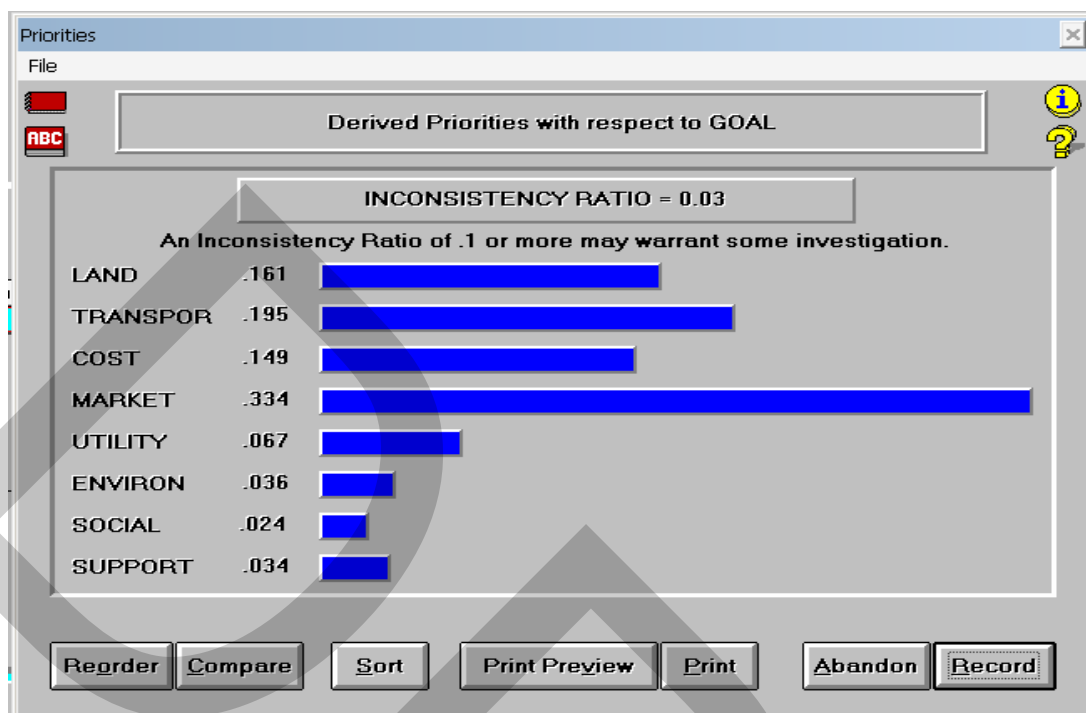 Priorities
File
ABC
Derived Priorities with respect to GOAL
i
?
INCONSISTENCY RATIO = 0.03
An Inconsistency Ratio of .1 or more may warrant some investigation.
LAND .161
TRANSPOR .195
COST .149
MARKET .334
UTILITY .067
ENVIRON .036
SOCIAL .024
SUPPORT .034
Reorder Compare Sort Print Preview Print Abandon Record